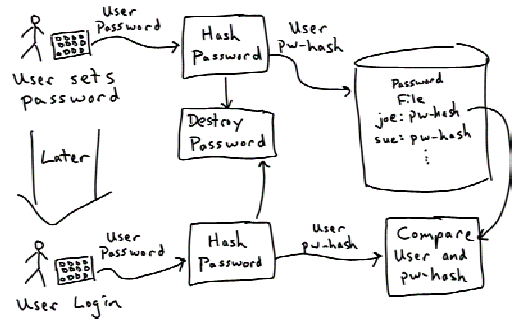 User
Password
Hash
Password
User
pw-hash
User sets
password
Password
File
joe: pw-hash
sue: pw-hash
⋮
Destroy
Password
Later
User
Password
Hash
Password
User
pw-hash
Compare
User and
pw-hash
User Login